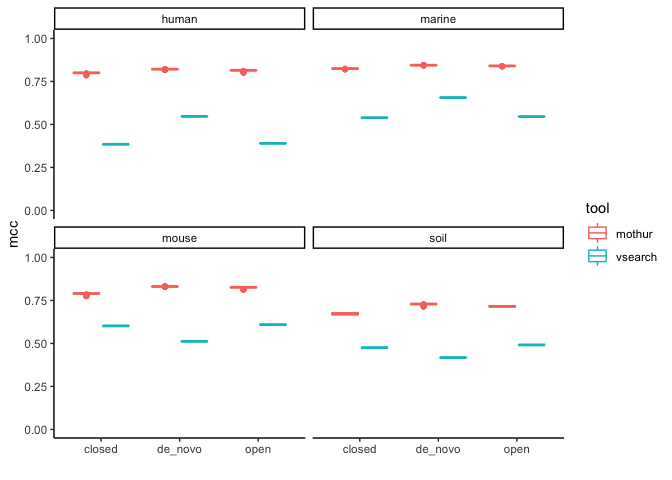 human
marine
1.00
0.75
0.50
0.25
0.00
mcc
mouse
soil
1.00
0.75
0.50
0.25
0.00
closed
de_novo
open
closed
de_novo
open
tool
mothur
vsearch